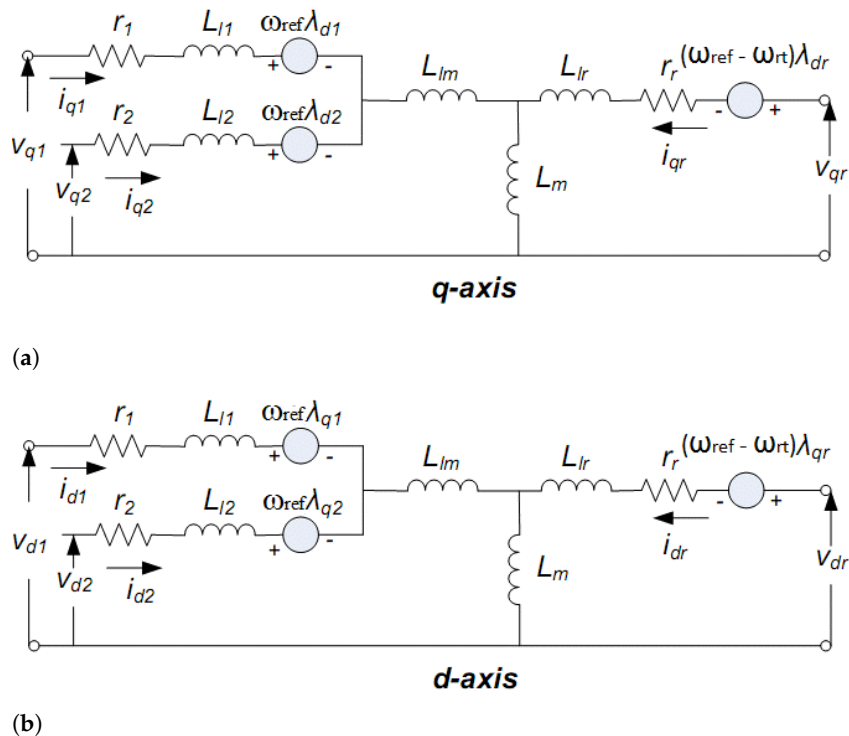 r1 Ll1 ωrefλd1
+ -
iq1
r2 Ll2 ωrefλd2
+ -
vq1
vq2
iq2
Llm Llr rr (ωref - ωrt)λdr
- +
iqr
Lm
vqr
q-axis
(a)
r1 Ll1 ωrefλq1
+ -
id1
r2 Ll2 ωrefλq2
+ -
vd1
vd2
id2
Llm Llr rr (ωref - ωrt)λqr
- +
idr
Lm
vdr
d-axis
(b)